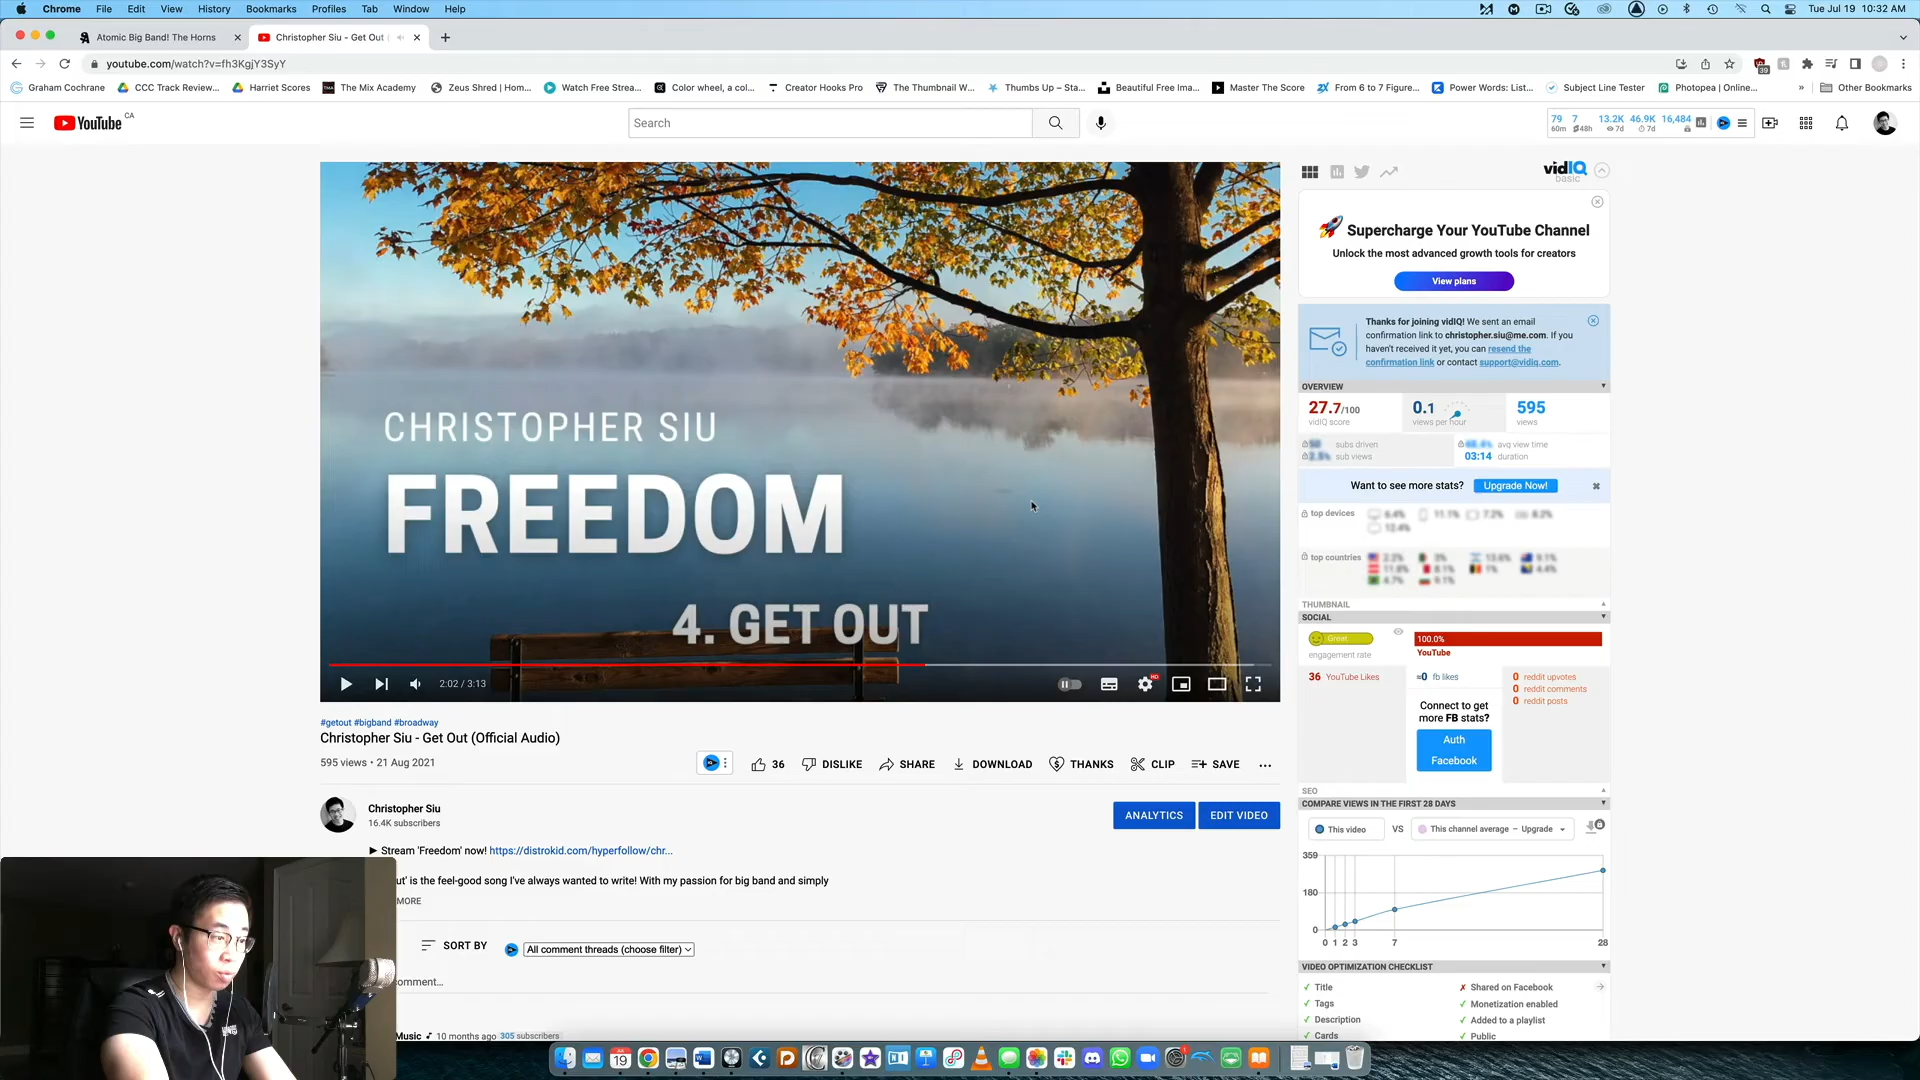 Chrome File Edit View History Bookmarks Profiles Tab Window Help
Tue Jul 19 10:32 AM
Atomic Big Band! The Horns
Christopher Siu - Get Out
youtube.com/watch?v=fh3KgjY3SyY
Graham Cochrane
CCC Track Review...
Harriet Scores
The Mix Academy
Zeus Shred | Hom...
Watch Free Strea...
Color wheel, a col...
Creator Hooks Pro
The Thumbnail W...
Thumbs Up – Sta...
Beautiful Free Ima...
Master The Score
From 6 to 7 Figure...
Power Words: List...
Subject Line Tester
Photopea | Online...
» Other Bookmarks
YouTube CA
Search
79 7 13.2K 46.9K 16,484
60m 48h 7d 7d
CHRISTOPHER SIU
FREEDOM
4. GET OUT
2:02 / 3:13
HD
#getout #bigband #broadway
Christopher Siu - Get Out (Official Audio)
595 views • 21 Aug 2021
36 DISLIKE SHARE DOWNLOAD THANKS CLIP SAVE ...
Christopher Siu
16.4K subscribers
ANALYTICS EDIT VIDEO
► Stream 'Freedom' now! https://distrokid.com/hyperfollow/chr...
ut' is the feel-good song I've always wanted to write! With my passion for big band and simply
MORE
SORT BY
All comment threads (choose filter)
omment...
Music 10 months ago 305 subscribers
vidIQ
basic
Supercharge Your YouTube Channel
Unlock the most advanced growth tools for creators
View plans
Thanks for joining vidIQ! We sent an email
confirmation link to christopher.siu@me.com. If you
haven't received it yet, you can resend the
confirmation link or contact support@vidiq.com.
OVERVIEW
27.7/100 0.1 595
vidIQ score views per hour views
subs driven avg view time
sub views 03:14 duration
Want to see more stats? Upgrade Now!
top devices
top countries
THUMBNAIL
SOCIAL
Great 100.0%
engagement rate YouTube
36 YouTube Likes
≈0 fb likes
0 reddit upvotes
0 reddit comments
0 reddit posts
Connect to get
more FB stats?
Auth
Facebook
SEO
COMPARE VIEWS IN THE FIRST 28 DAYS
This video VS This channel average – Upgrade
359
180
0
0 1 2 3 7 28
VIDEO OPTIMIZATION CHECKLIST
Title
Shared on Facebook
Tags
Monetization enabled
Description
Added to a playlist
Cards
Public